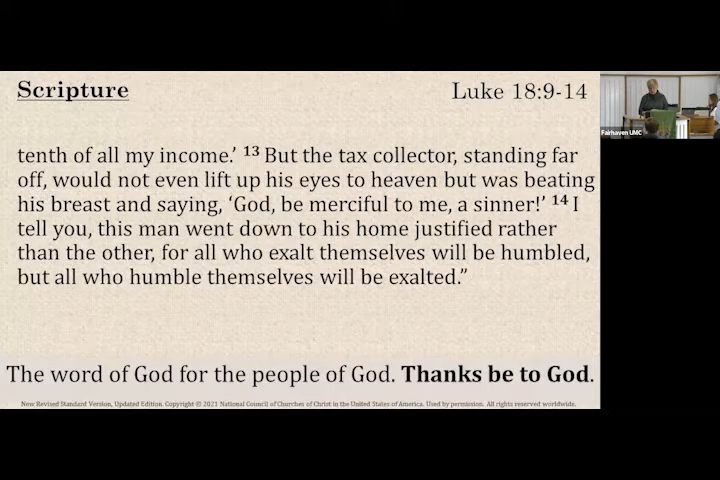 Scripture
Luke 18:9-14
tenth of all my income.’ ¹³ But the tax collector, standing far
off, would not even lift up his eyes to heaven but was beating
his breast and saying, ‘God, be merciful to me, a sinner!’ ¹⁴ I
tell you, this man went down to his home justified rather
than the other, for all who exalt themselves will be humbled,
but all who humble themselves will be exalted.”
The word of God for the people of God. Thanks be to God.
New Revised Standard Version, Updated Edition. Copyright © 2021 National Council of Churches of Christ in the United States of America. Used by permission. All rights reserved worldwide.
Fairhaven UMC